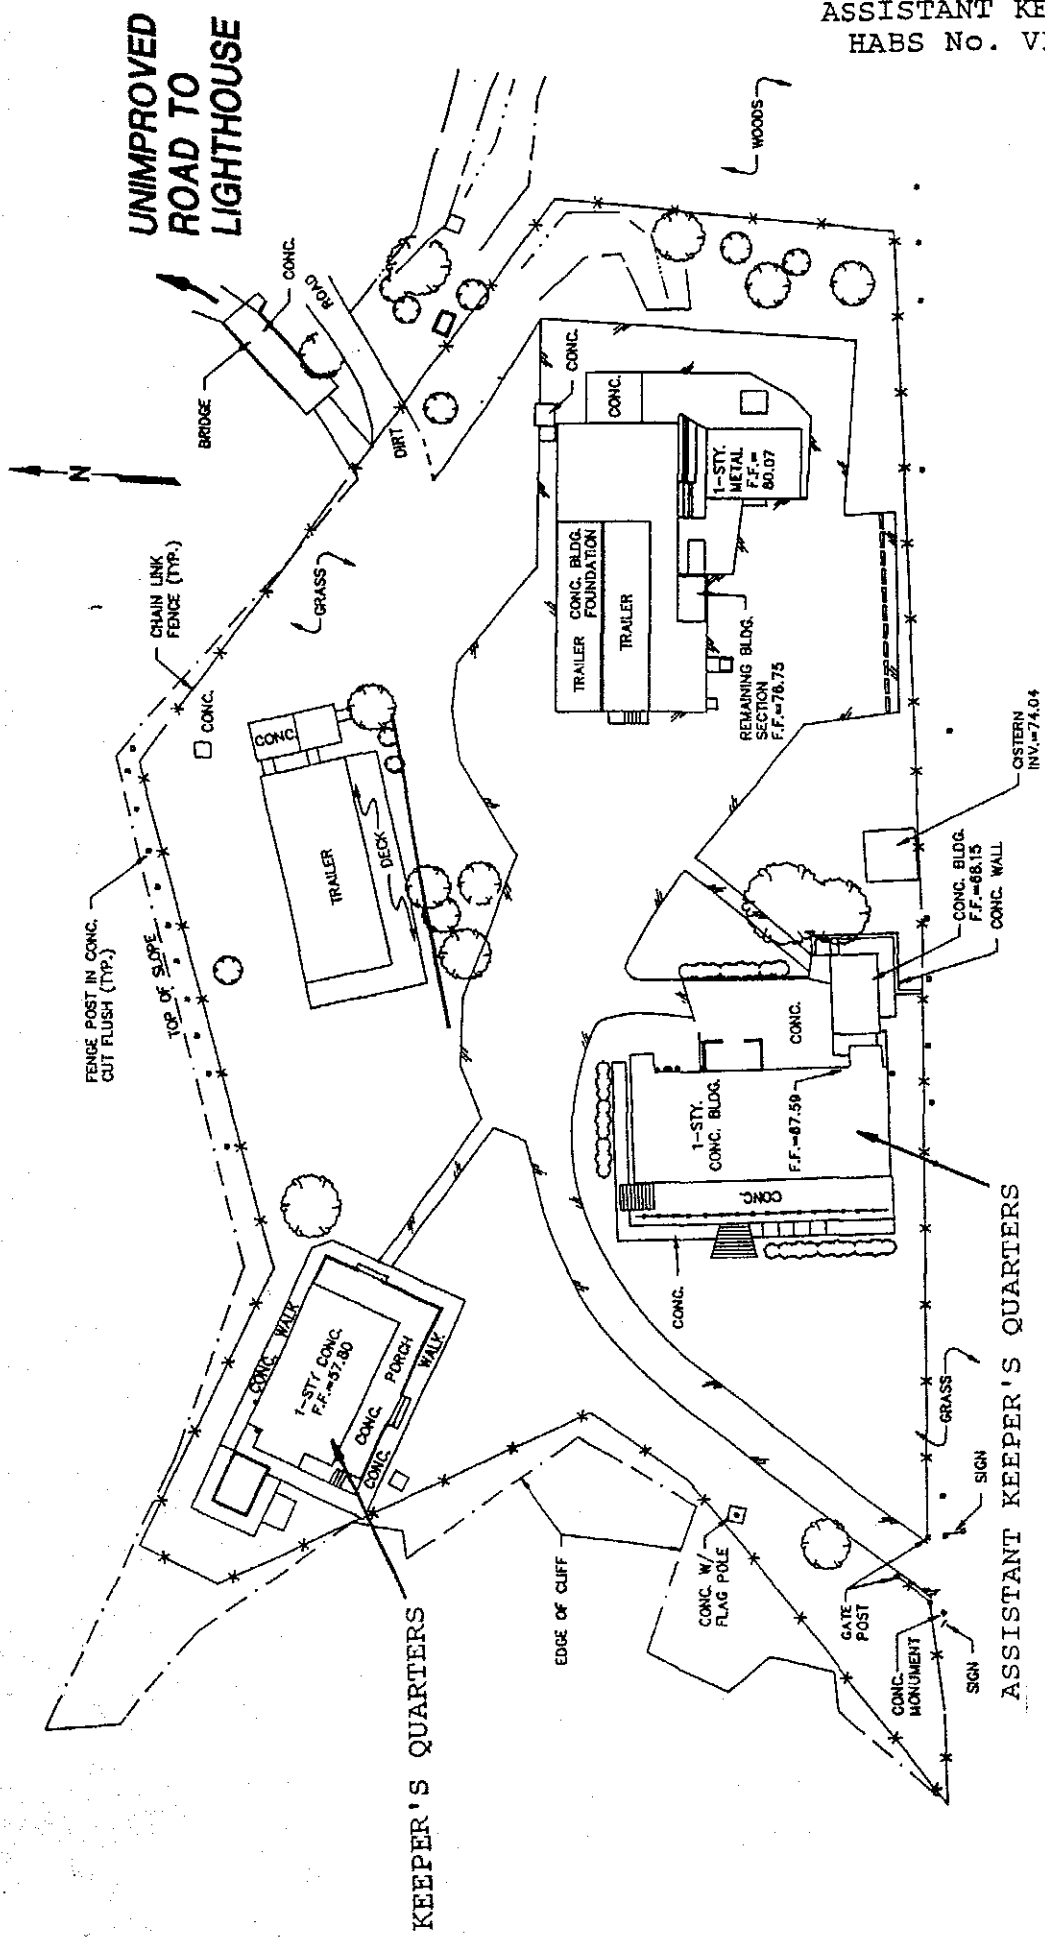 ASSISTANT KE
HABS No. V
UNIMPROVED
ROAD TO
LIGHTHOUSE
WOODS
CONC.
BRIDGE
ROAD
DIRT
N
CHAIN LINK
FENCE (TYP.)
GRASS
CONC.
CONC.
CONC.
1-STY.
METAL
F.F.=
80.07
TRAILER
CONC. BLDG.
FOUNDATION
TRAILER
REMAINING BLDG.
SECTION
F.F.=76.75
CONC.
TRAILER
DECK
FENGE POST IN CONC.
CUT FLUSH (TYP.)
TOP OF SLOPE
CISTERN
INV.=74.04
CONC. BLDG.
F.F.=68.15
CONC. WALL
CONC.
1-STY.
CONC. BLDG.
F.F.=67.59
CONC.
CONC.
CONC. WALK
1-STY CONC.
F.F.=57.80
CONC. PORCH
CONC. WALK
EDGE OF CLIFF
CONC. W/
FLAG POLE
GATE
POST
CONC.
MONUMENT
SIGN
SIGN
GRASS
KEEPER'S QUARTERS
ASSISTANT KEEPER'S QUARTERS